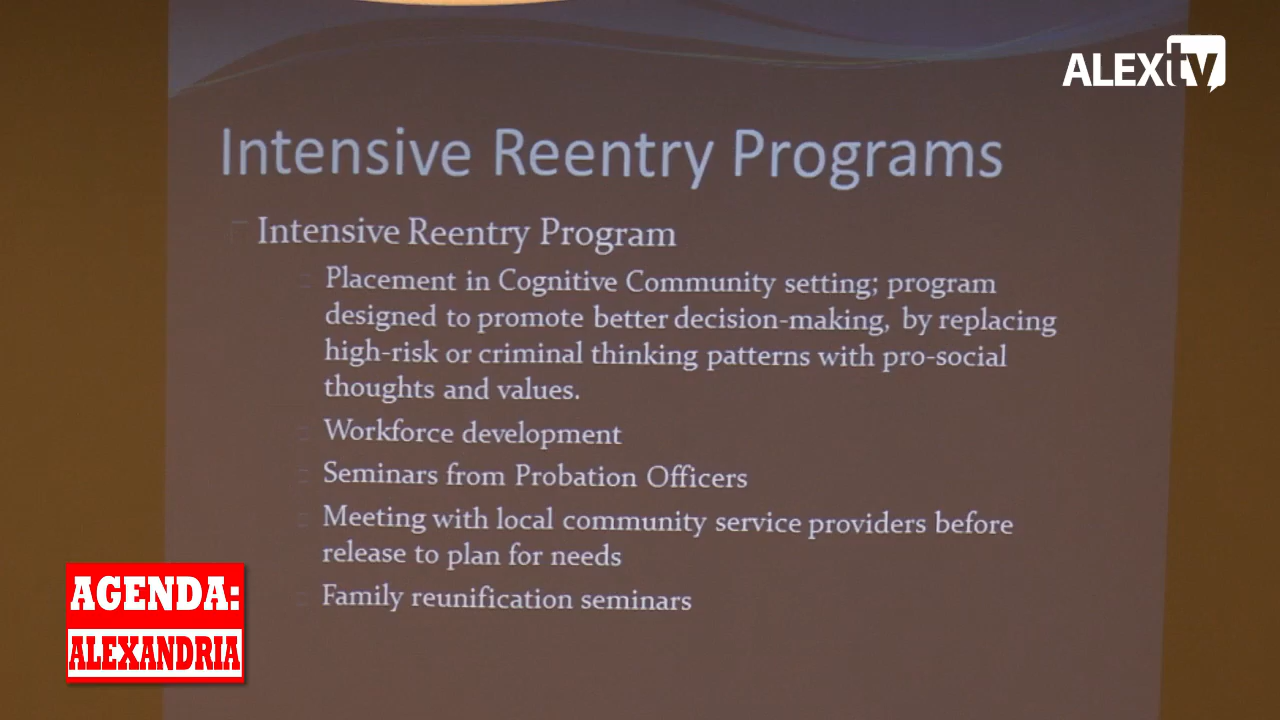 ALEXtv
Intensive Reentry Programs
Intensive Reentry Program
Placement in Cognitive Community setting; program
designed to promote better decision-making, by replacing
high-risk or criminal thinking patterns with pro-social
thoughts and values.
Workforce development
Seminars from Probation Officers
Meeting with local community service providers before
release to plan for needs
Family reunification seminars
AGENDA:
ALEXANDRIA